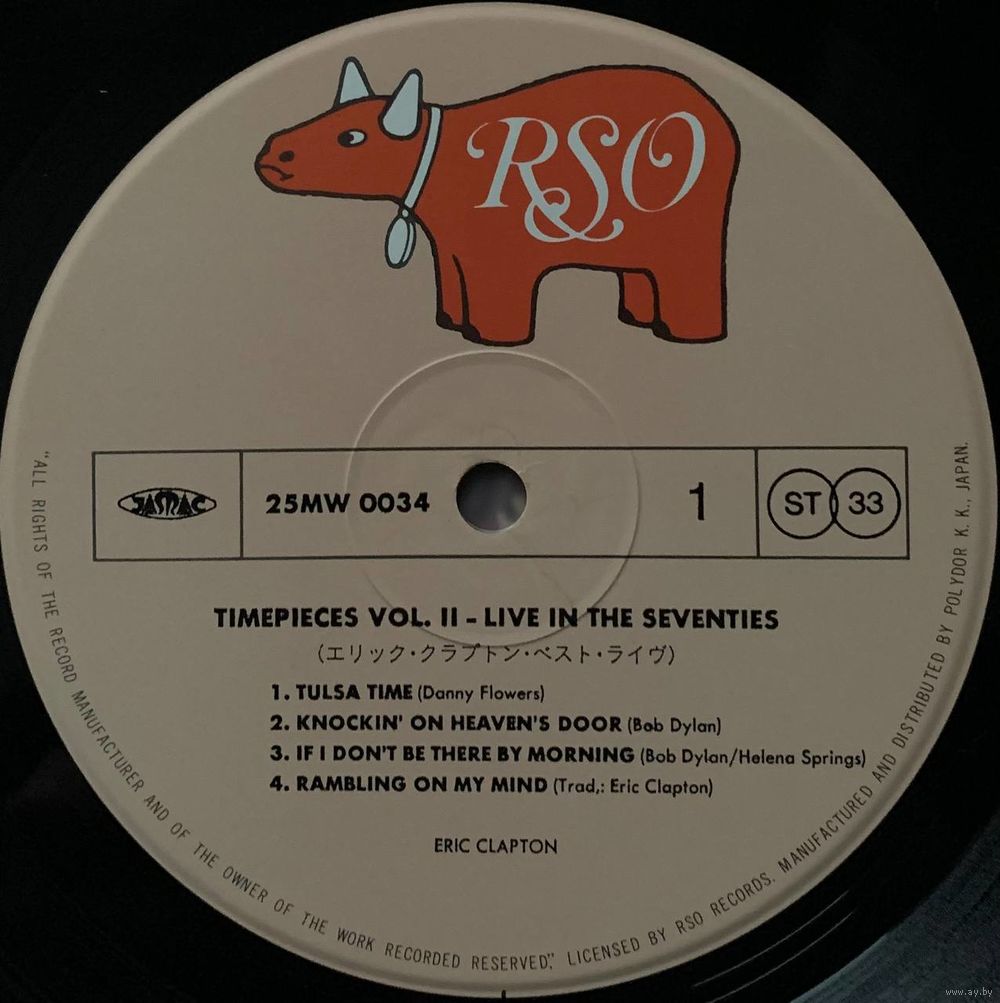 RSO
JASRAC
25MW 0034
1
ST 33
TIMEPIECES VOL. II - LIVE IN THE SEVENTIES
(エリック・クラプトン・ベスト・ライヴ)
1. TULSA TIME (Danny Flowers)
2. KNOCKIN' ON HEAVEN'S DOOR (Bob Dylan)
3. IF I DON'T BE THERE BY MORNING (Bob Dylan/Helena Springs)
4. RAMBLING ON MY MIND (Trad,: Eric Clapton)
ERIC CLAPTON
"ALL RIGHTS OF THE RECORD MANUFACTURER AND OF THE OWNER OF THE WORK RECORDED RESERVED," LICENSED BY RSO RECORDS. MANUFACTURED AND DISTRIBUTED BY POLYDOR K. K., JAPAN.
www.ay.by